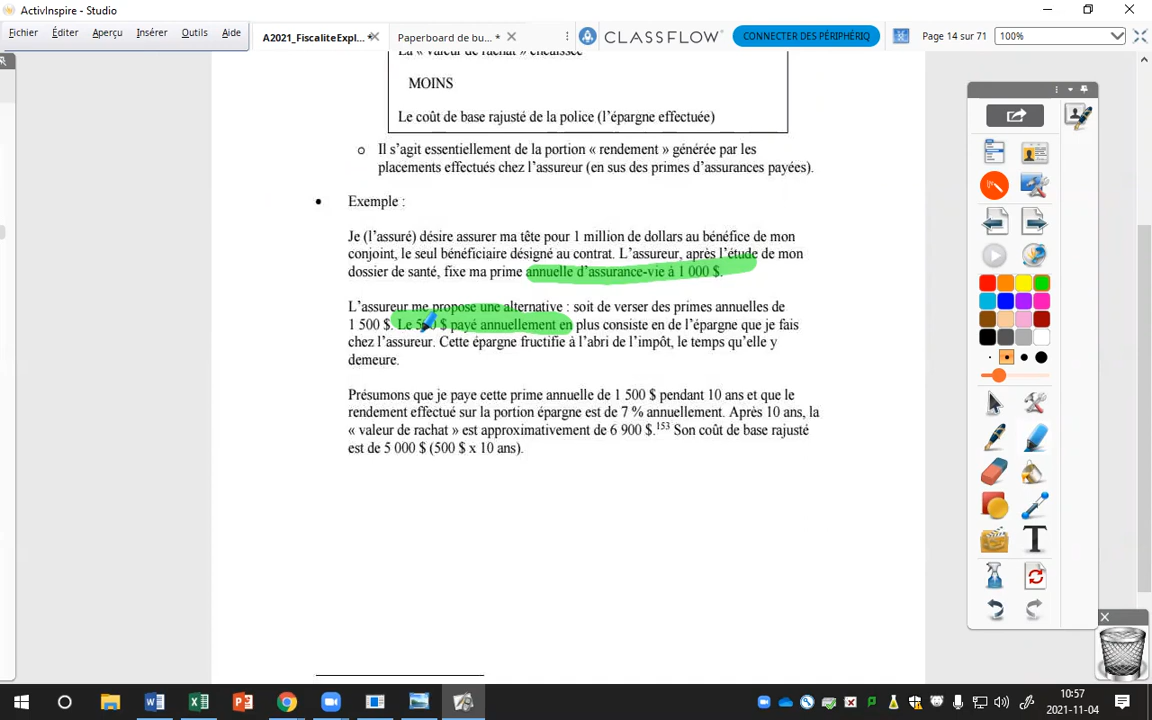 ActivInspire - Studio
Fichier Éditer Aperçu Insérer Outils Aide
A2021_FiscaliteExpl...*
Paperboard de bu... *
CLASSFLOW
CONNECTER DES PÉRIPHÉRIQ
Page 14 sur 71
100%
La « valeur de rachat » encaissée
MOINS
Le coût de base rajusté de la police (l'épargne effectuée)
o Il s'agit essentiellement de la portion « rendement » générée par les
placements effectués chez l'assureur (en sus des primes d'assurances payées).
• Exemple :
Je (l'assuré) désire assurer ma tête pour 1 million de dollars au bénéfice de mon
conjoint, le seul bénéficiaire désigné au contrat. L'assureur, après l'étude de mon
dossier de santé, fixe ma prime annuelle d'assurance-vie à 1 000 $.
L'assureur me propose une alternative : soit de verser des primes annuelles de
1 500 $. Le 500 $ payé annuellement en plus consiste en de l'épargne que je fais
chez l'assureur. Cette épargne fructifie à l'abri de l'impôt, le temps qu'elle y
demeure.
Présumons que je paye cette prime annuelle de 1 500 $ pendant 10 ans et que le
rendement effectué sur la portion épargne est de 7 % annuellement. Après 10 ans, la
« valeur de rachat » est approximativement de 6 900 $.153 Son coût de base rajusté
est de 5 000 $ (500 $ x 10 ans).
10:57
2021-11-04